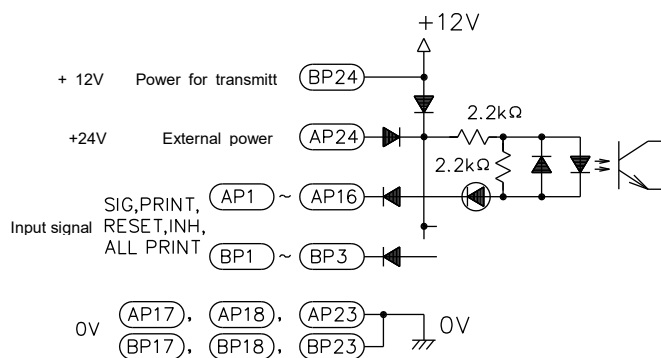 +12V
+ 12V Power for transmitt BP24
2.2kΩ
+24V External power AP24
2.2kΩ
SIG,PRINT, AP1 ~ AP16
Input signal RESET,INH,
ALL PRINT
BP1 ~ BP3
0V AP17, AP18, AP23 0V
BP17, BP18, BP23